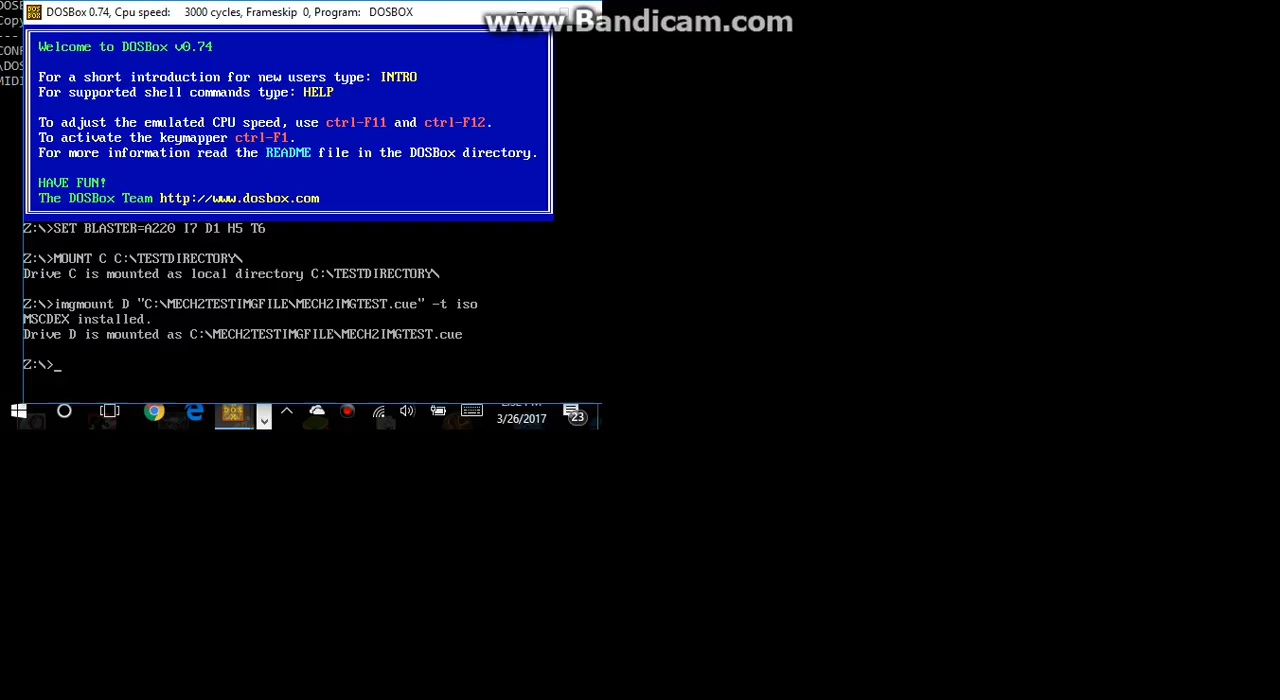 DOSBox 0.74, Cpu speed: 3000 cycles, Frameskip 0, Program: DOSBOX
www.Bandicam.com
Welcome to DOSBox v0.74
For a short introduction for new users type: INTRO
For supported shell commands type: HELP
To adjust the emulated CPU speed, use ctrl-F11 and ctrl-F12.
To activate the keymapper ctrl-F1.
For more information read the README file in the DOSBox directory.
HAVE FUN!
The DOSBox Team http://www.dosbox.com
Z:\>SET BLASTER=A220 I7 D1 H5 T6
Z:\>MOUNT C C:\TESTDIRECTORY\
Drive C is mounted as local directory C:\TESTDIRECTORY\
Z:\>imgmount D "C:\MECH2TESTIMGFILE\MECH2IMGTEST.cue" -t iso
MSCDEX installed.
Drive D is mounted as C:\MECH2TESTIMGFILE\MECH2IMGTEST.cue
Z:\>_
3/26/2017
23